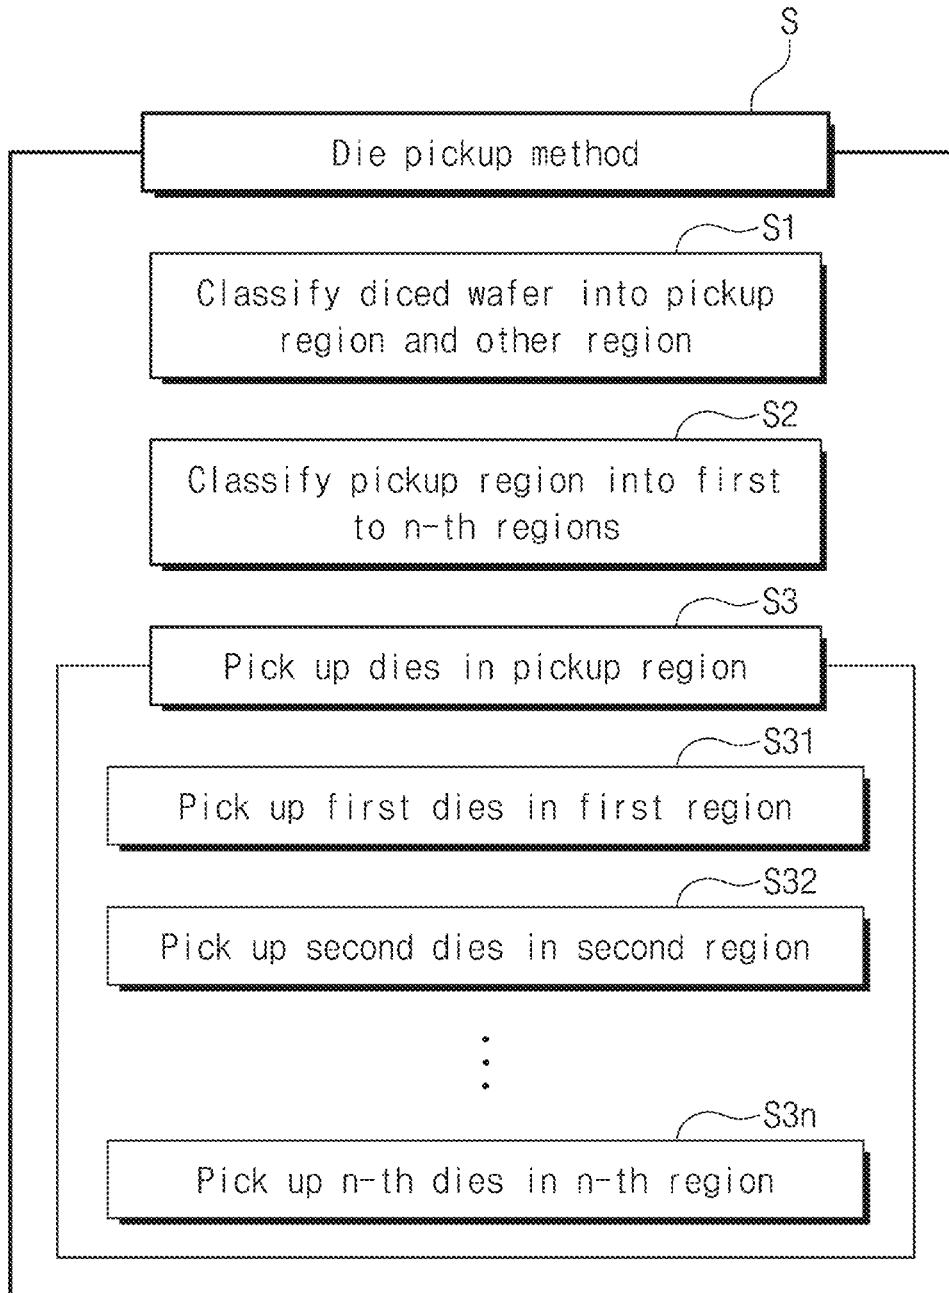 S
Die pickup method
S1
Classify diced wafer into pickup
region and other region
S2
Classify pickup region into first
to n-th regions
S3
Pick up dies in pickup region
S31
Pick up first dies in first region
S32
Pick up second dies in second region
S3n
Pick up n-th dies in n-th region